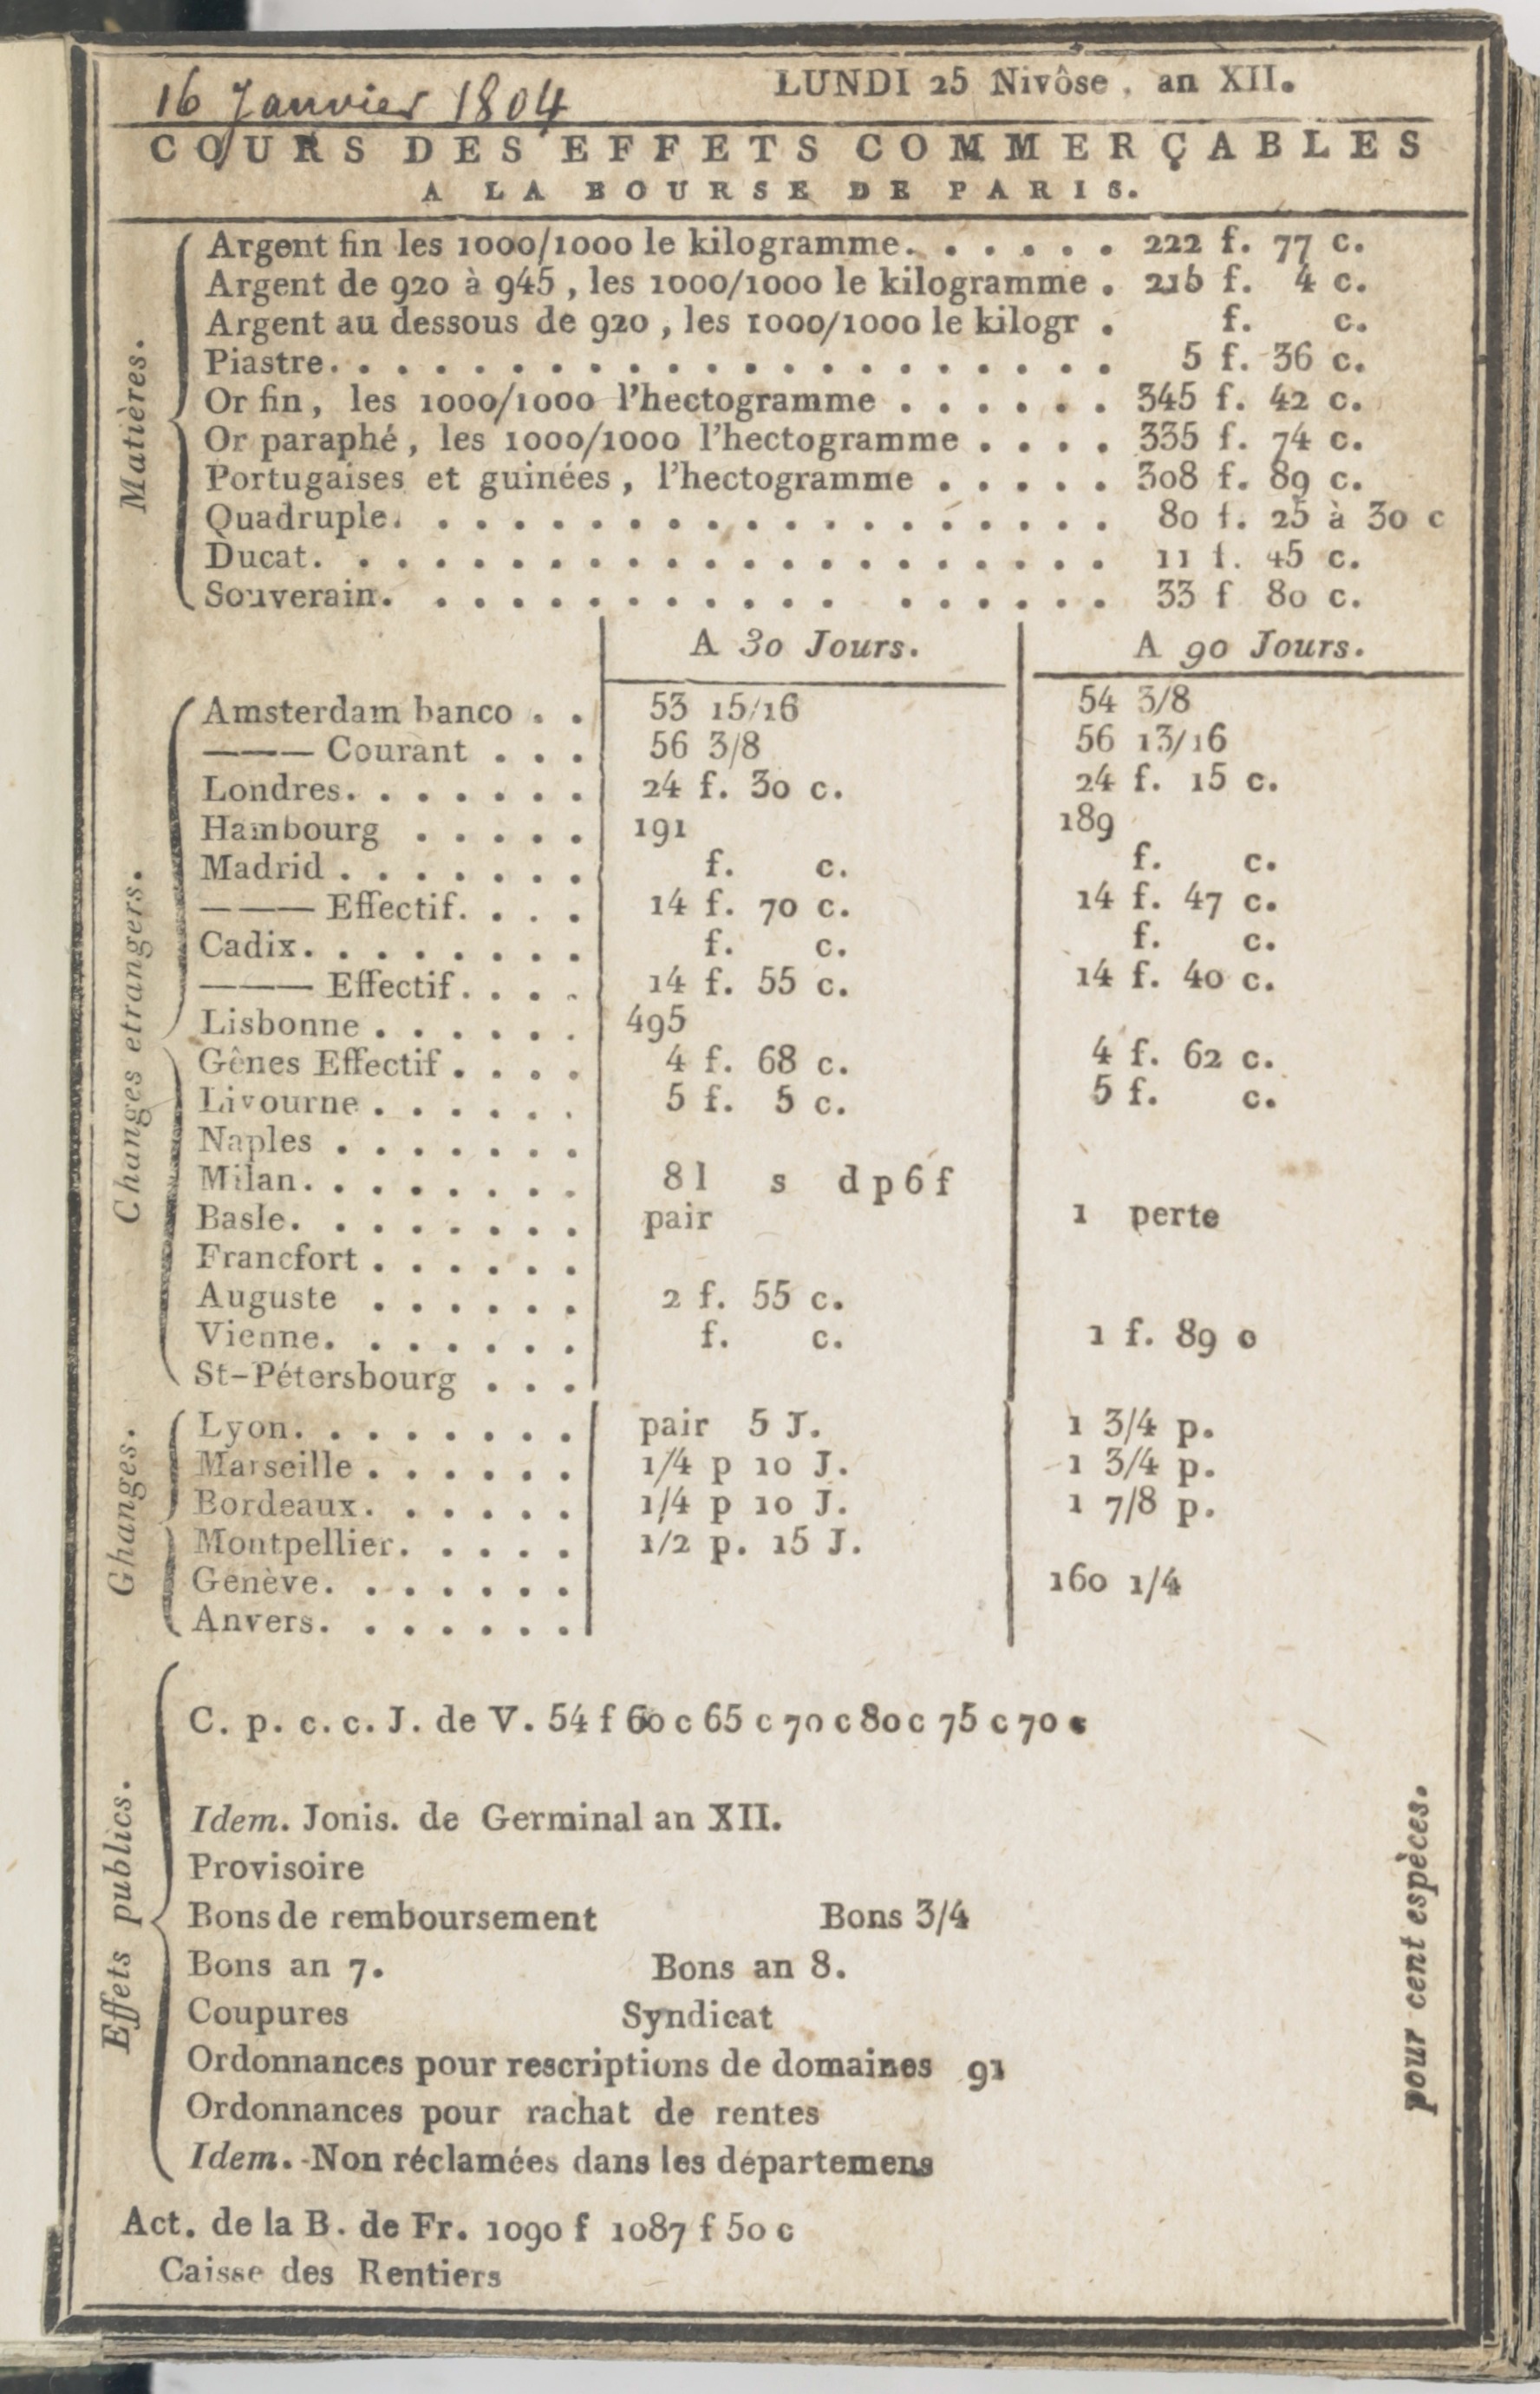 16 Janvier 1804
LUNDI 25 Nivôse, an XII.
COURS DES EFFETS COMMERÇABLES
A LA BOURSE DE PARIS.
Matières.
Argent fin les 1000/1000 le kilogramme. . . . . . 222 f. 77 c.
Argent de 920 à 945, les 1000/1000 le kilogramme . 216 f. 4 c.
Argent au dessous de 920, les 1000/1000 le kilogr . f. c.
Piastre. . . . . . . . . . . . . . . . . . . . . 5 f. 36 c.
Or fin, les 1000/1000 l'hectogramme . . . . . . 345 f. 42 c.
Or paraphé, les 1000/1000 l'hectogramme . . . . 335 f. 74 c.
Portugaises et guinées, l'hectogramme . . . . . 308 f. 89 c.
Quadruple. . . . . . . . . . . . . . . . . . . 80 f. 25 à 30 c
Ducat. . . . . . . . . . . . . . . . . . . . . 11 f. 45 c.
Souverain. . . . . . . . . . . . . . . . . . 33 f 80 c.
A 30 Jours. A 90 Jours.
Changes etrangers.
Amsterdam banco . . 53 15/16 54 3/8
——— Courant . . . 56 3/8 56 13/16
Londres. . . . . . . 24 f. 30 c. 24 f. 15 c.
Hambourg . . . . . 191 189
Madrid . . . . . . . f. c. f. c.
——— Effectif. . . . 14 f. 70 c. 14 f. 47 c.
Cadix. . . . . . . . f. c. f. c.
——— Effectif. . . . 14 f. 55 c. 14 f. 40 c.
Lisbonne . . . . . . 495
Gênes Effectif . . . . 4 f. 68 c. 4 f. 62 c.
Livourne . . . . . . 5 f. 5 c. 5 f. c.
Naples . . . . . . .
Milan. . . . . . . . 8 l s d p 6 f
Basle. . . . . . . . pair 1 perte
Francfort . . . . . .
Auguste . . . . . . 2 f. 55 c.
Vienne. . . . . . . f. c. 1 f. 89 c
St-Pétersbourg . . .
Ghanges.
Lyon. . . . . . . . pair 5 J. 1 3/4 p.
Marseille . . . . . . 1/4 p 10 J. 1 3/4 p.
Bordeaux. . . . . . 1/4 p 10 J. 1 7/8 p.
Montpellier. . . . . 1/2 p. 15 J.
Genève. . . . . . . 160 1/4
Anvers. . . . . . .
Effets publics.
C. p. c. c. J. de V. 54 f 60 c 65 c 70 c 80 c 75 c 70 c
Idem. Jonis. de Germinal an XII.
Provisoire
Bons de remboursement Bons 3/4
Bons an 7. Bons an 8.
Coupures Syndicat
Ordonnances pour rescriptions de domaines 91
Ordonnances pour rachat de rentes
Idem. -Non réclamées dans les départemens
pour cent espèces.
Act. de la B. de Fr. 1090 f 1087 f 50 c
Caisse des Rentiers